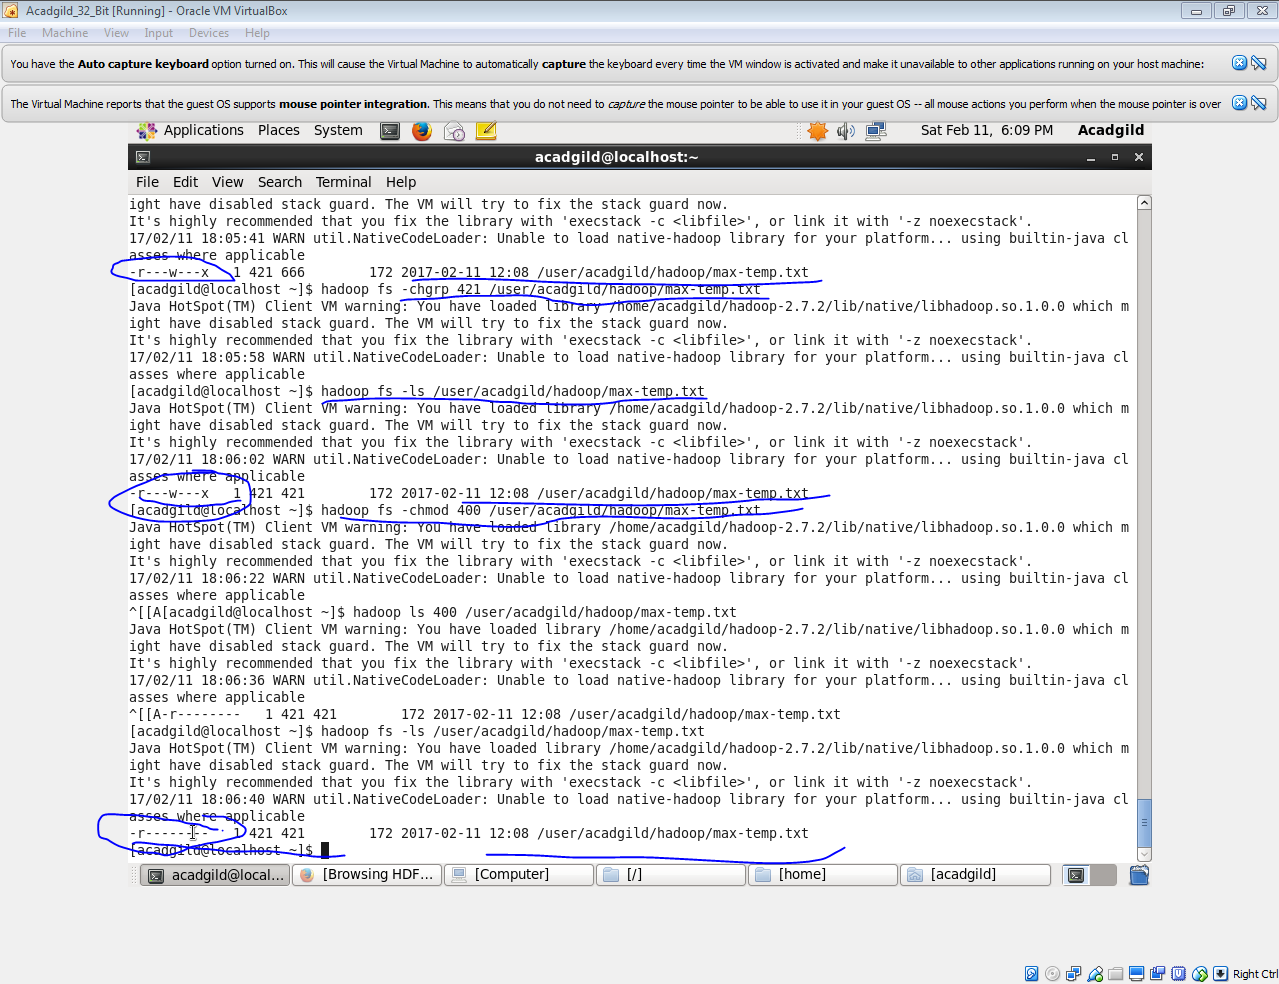 Acadgild_32_Bit [Running] - Oracle VM VirtualBox
File Machine View Input Devices Help
You have the Auto capture keyboard option turned on. This will cause the Virtual Machine to automatically capture the keyboard every time the VM window is activated and make it unavailable to other applications running on your host machine:
The Virtual Machine reports that the guest OS supports mouse pointer integration. This means that you do not need to capture the mouse pointer to be able to use it in your guest OS -- all mouse actions you perform when the mouse pointer is over
Applications Places System Sat Feb 11, 6:09 PM Acadgild
acadgild@localhost:~
File Edit View Search Terminal Help
ight have disabled stack guard. The VM will try to fix the stack guard now.
It's highly recommended that you fix the library with 'execstack -c <libfile>', or link it with '-z noexecstack'.
17/02/11 18:05:41 WARN util.NativeCodeLoader: Unable to load native-hadoop library for your platform... using builtin-java cl
asses where applicable
-r---w---x   1 421 666        172 2017-02-11 12:08 /user/acadgild/hadoop/max-temp.txt
[acadgild@localhost ~]$ hadoop fs -chgrp 421 /user/acadgild/hadoop/max-temp.txt
Java HotSpot(TM) Client VM warning: You have loaded library /home/acadgild/hadoop-2.7.2/lib/native/libhadoop.so.1.0.0 which m
ight have disabled stack guard. The VM will try to fix the stack guard now.
It's highly recommended that you fix the library with 'execstack -c <libfile>', or link it with '-z noexecstack'.
17/02/11 18:05:58 WARN util.NativeCodeLoader: Unable to load native-hadoop library for your platform... using builtin-java cl
asses where applicable
[acadgild@localhost ~]$ hadoop fs -ls /user/acadgild/hadoop/max-temp.txt
Java HotSpot(TM) Client VM warning: You have loaded library /home/acadgild/hadoop-2.7.2/lib/native/libhadoop.so.1.0.0 which m
ight have disabled stack guard. The VM will try to fix the stack guard now.
It's highly recommended that you fix the library with 'execstack -c <libfile>', or link it with '-z noexecstack'.
17/02/11 18:06:02 WARN util.NativeCodeLoader: Unable to load native-hadoop library for your platform... using builtin-java cl
asses where applicable
-r---w---x   1 421 421        172 2017-02-11 12:08 /user/acadgild/hadoop/max-temp.txt
[acadgild@localhost ~]$ hadoop fs -chmod 400 /user/acadgild/hadoop/max-temp.txt
Java HotSpot(TM) Client VM warning: You have loaded library /home/acadgild/hadoop-2.7.2/lib/native/libhadoop.so.1.0.0 which m
ight have disabled stack guard. The VM will try to fix the stack guard now.
It's highly recommended that you fix the library with 'execstack -c <libfile>', or link it with '-z noexecstack'.
17/02/11 18:06:22 WARN util.NativeCodeLoader: Unable to load native-hadoop library for your platform... using builtin-java cl
asses where applicable
^[[A[acadgild@localhost ~]$ hadoop ls 400 /user/acadgild/hadoop/max-temp.txt
Java HotSpot(TM) Client VM warning: You have loaded library /home/acadgild/hadoop-2.7.2/lib/native/libhadoop.so.1.0.0 which m
ight have disabled stack guard. The VM will try to fix the stack guard now.
It's highly recommended that you fix the library with 'execstack -c <libfile>', or link it with '-z noexecstack'.
17/02/11 18:06:36 WARN util.NativeCodeLoader: Unable to load native-hadoop library for your platform... using builtin-java cl
asses where applicable
^[[A-r--------   1 421 421        172 2017-02-11 12:08 /user/acadgild/hadoop/max-temp.txt
[acadgild@localhost ~]$ hadoop fs -ls /user/acadgild/hadoop/max-temp.txt
Java HotSpot(TM) Client VM warning: You have loaded library /home/acadgild/hadoop-2.7.2/lib/native/libhadoop.so.1.0.0 which m
ight have disabled stack guard. The VM will try to fix the stack guard now.
It's highly recommended that you fix the library with 'execstack -c <libfile>', or link it with '-z noexecstack'.
17/02/11 18:06:40 WARN util.NativeCodeLoader: Unable to load native-hadoop library for your platform... using builtin-java cl
asses where applicable
-r--------   1 421 421        172 2017-02-11 12:08 /user/acadgild/hadoop/max-temp.txt
[acadgild@localhost ~]$
acadgild@local... [Browsing HDF... [Computer] [/] [home] [acadgild]
Right Ctrl